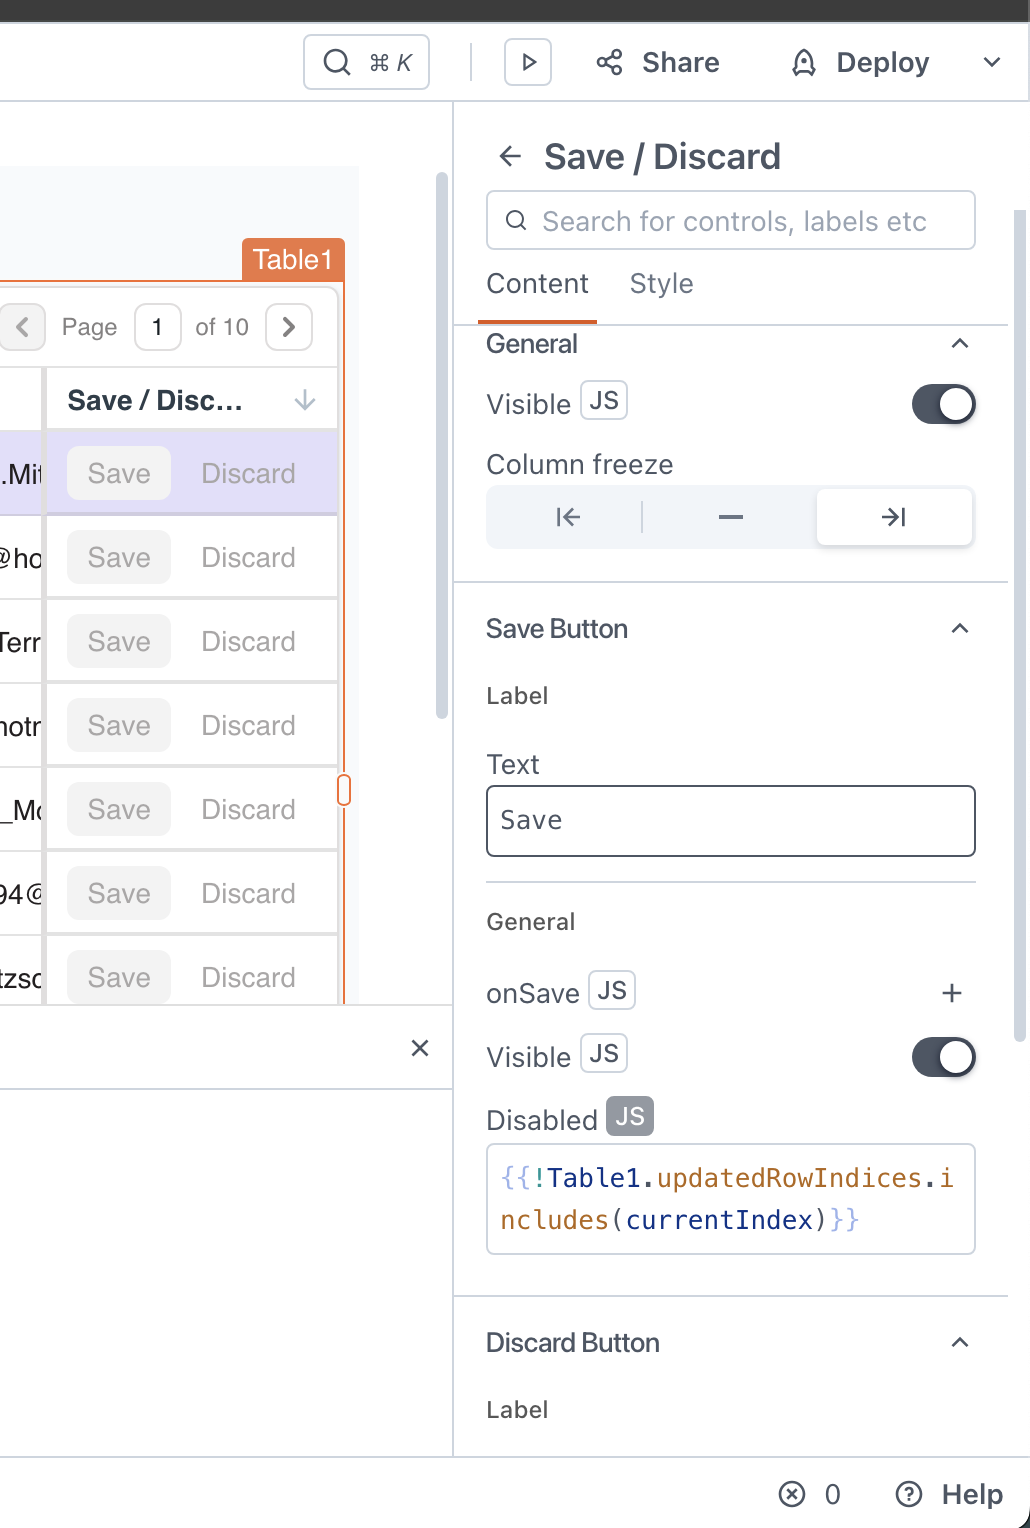 ⌘ K
Share
Deploy
Save / Discard
Search for controls, labels etc
Content
Style
General
Visible JS
Column freeze
Save Button
Label
Text
Save
General
onSave JS
Visible JS
Disabled JS
{{!Table1.updatedRowIndices.i
ncludes(currentIndex)}}
Discard Button
Label
Table1
Page 1 of 10
Save / Disc...
.Mit Save Discard
@ho Save Discard
Terr Save Discard
notr Save Discard
_Mo Save Discard
94@ Save Discard
tzsc Save Discard
0
Help